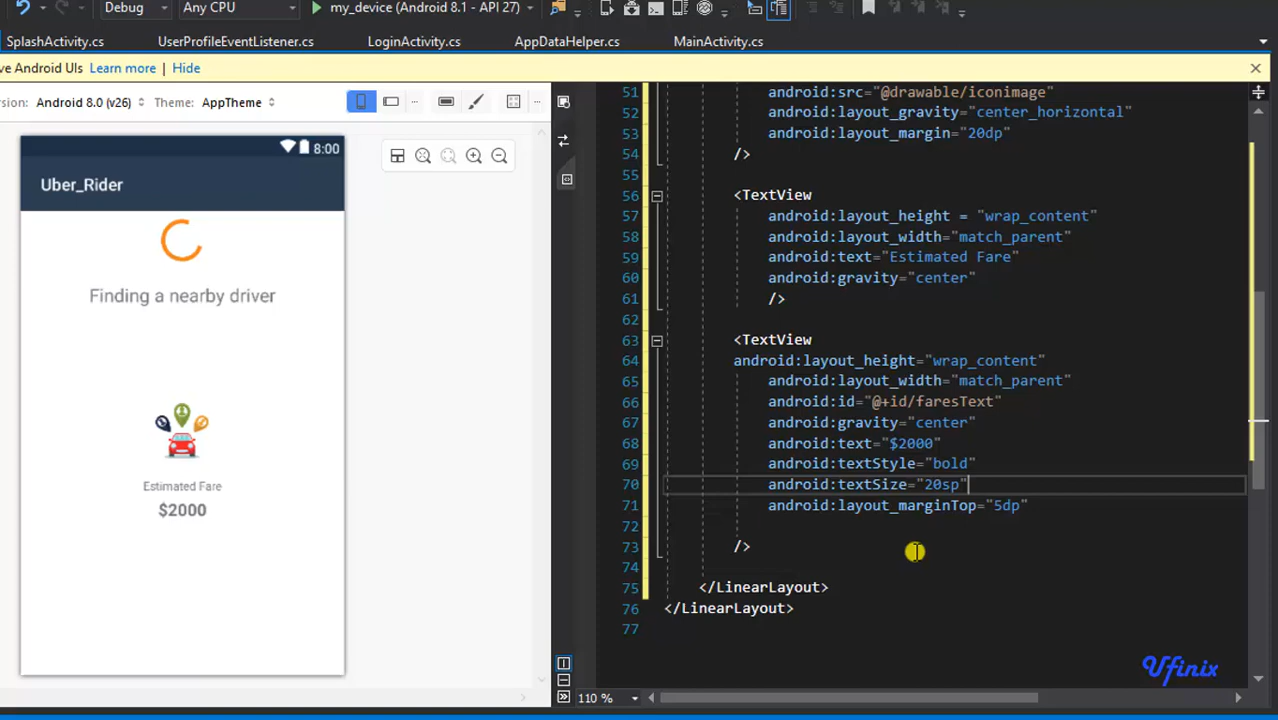 Debug Any CPU my_device (Android 8.1 - API 27)
SplashActivity.cs UserProfileEventListener.cs LoginActivity.cs AppDataHelper.cs MainActivity.cs
ve Android UIs Learn more | Hide
sion: Android 8.0 (v26) Theme: AppTheme
8:00
Uber_Rider
Finding a nearby driver
Estimated Fare
$2000
51 android:src="@drawable/iconimage"
52 android:layout_gravity="center_horizontal"
53 android:layout_margin="20dp"
54 />
55
56 <TextView
57 android:layout_height = "wrap_content"
58 android:layout_width="match_parent"
59 android:text="Estimated Fare"
60 android:gravity="center"
61 />
62
63 <TextView
64 android:layout_height="wrap_content"
65 android:layout_width="match_parent"
66 android:id="@+id/faresText"
67 android:gravity="center"
68 android:text="$2000"
69 android:textStyle="bold"
70 android:textSize="20sp"
71 android:layout_marginTop="5dp"
72
73 />
74
75 </LinearLayout>
76 </LinearLayout>
77
Ufinix
110 %